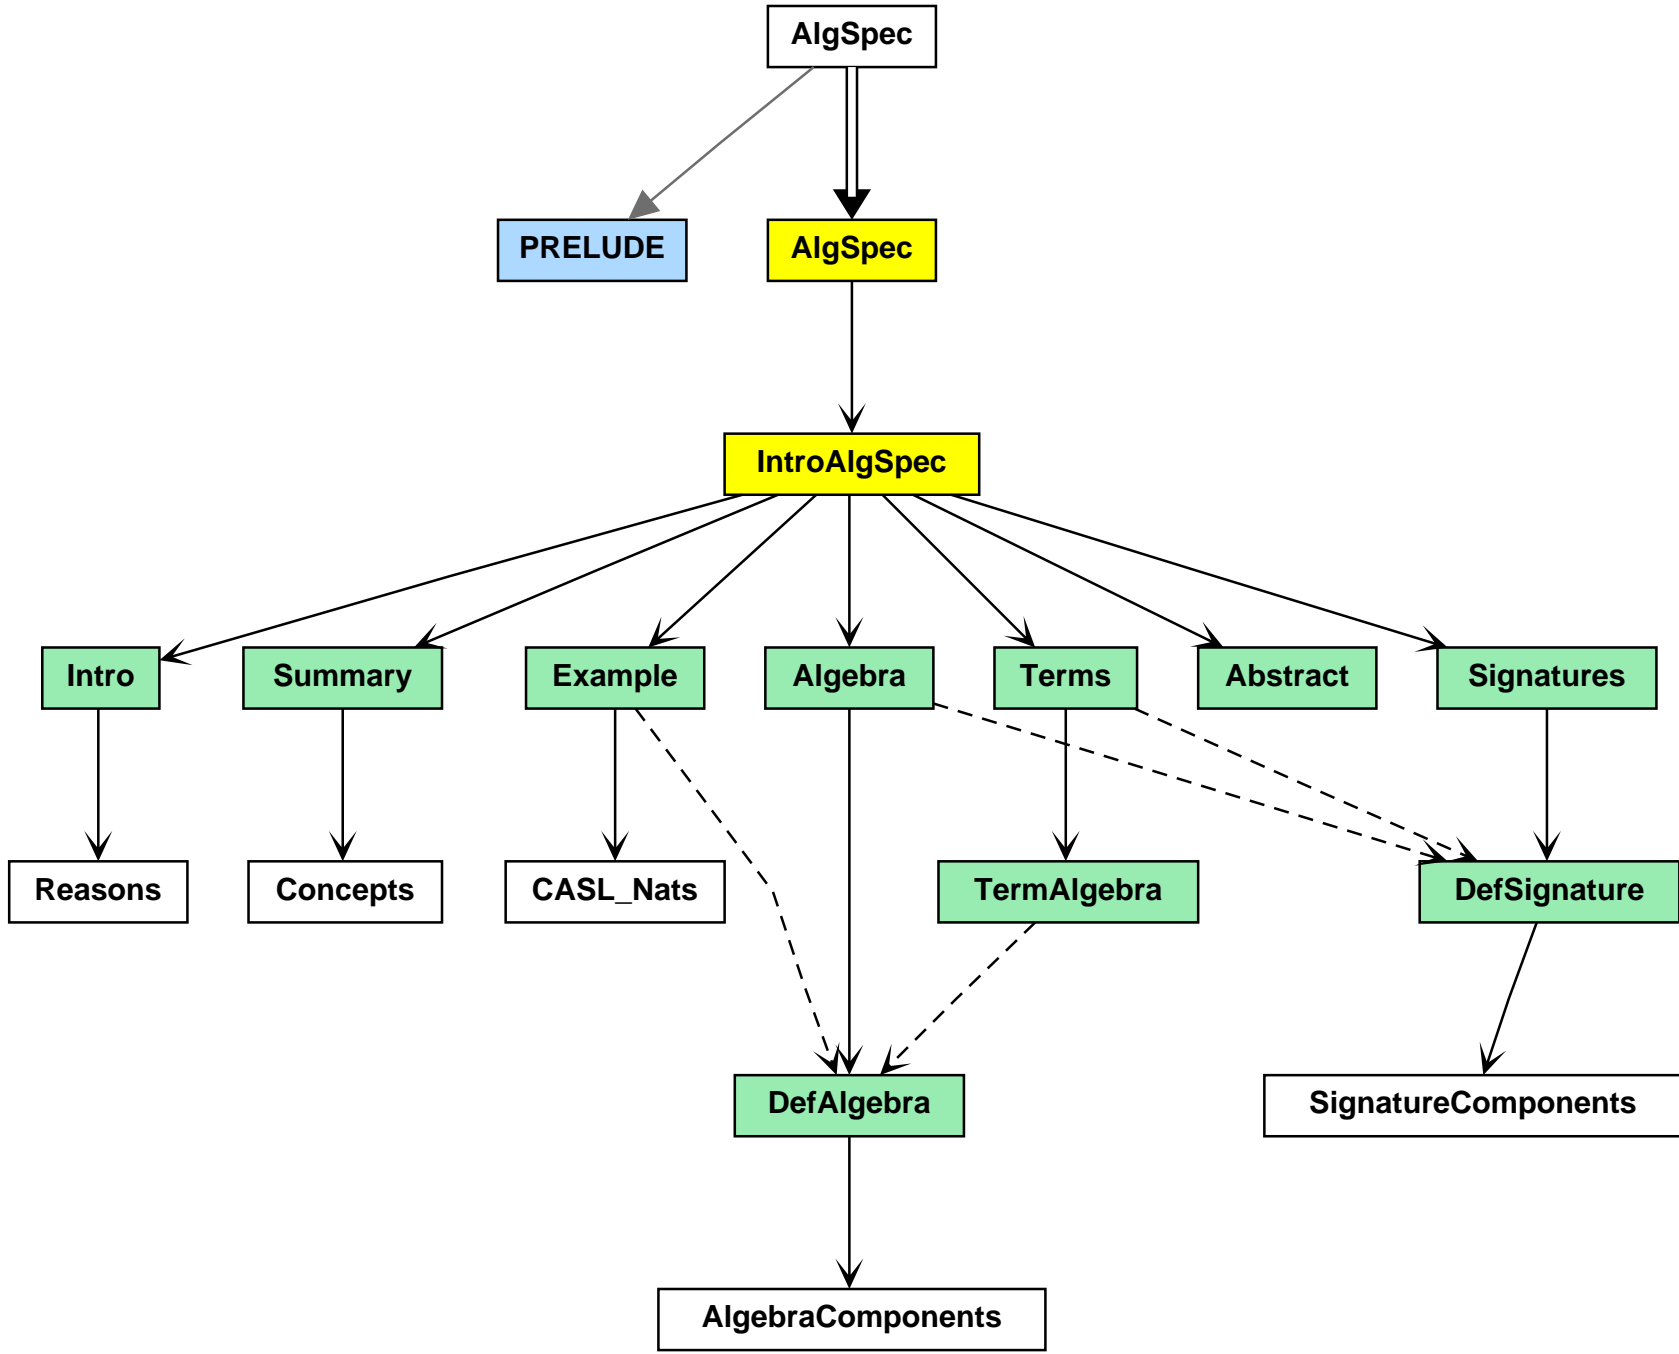 AlgSpec
PRELUDE
AlgSpec
IntroAlgSpec
Intro
Summary
Example
Algebra
Terms
Abstract
Signatures
Reasons
Concepts
CASL_Nats
TermAlgebra
DefSignature
DefAlgebra
SignatureComponents
AlgebraComponents